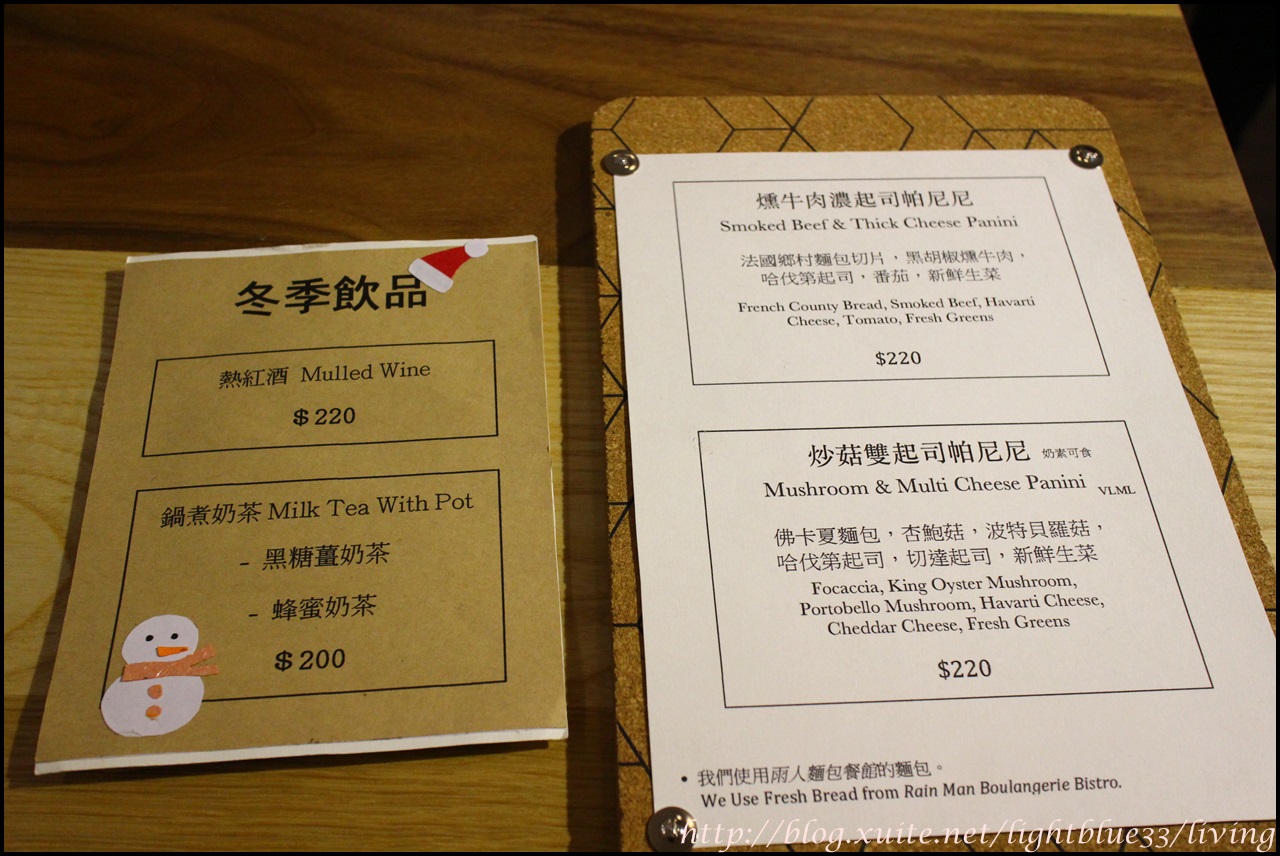 冬季飲品
熱紅酒 Mulled Wine
$220
鍋煮奶茶 Milk Tea With Pot
- 黑糖薑奶茶
- 蜂蜜奶茶
$200
燻牛肉濃起司帕尼尼
Smoked Beef & Thick Cheese Panini
法國鄉村麵包切片，黑胡椒燻牛肉，
哈伐第起司，番茄，新鮮生菜
French County Bread, Smoked Beef, Havarti
Cheese, Tomato, Fresh Greens
$220
炒菇雙起司帕尼尼 奶素可食
Mushroom & Multi Cheese Panini VLML
佛卡夏麵包，杏鮑菇，波特貝羅菇，
哈伐第起司，切達起司，新鮮生菜
Focaccia, King Oyster Mushroom,
Portobello Mushroom, Havarti Cheese,
Cheddar Cheese, Fresh Greens
$220
• 我們使用雨人麵包餐館的麵包。
We Use Fresh Bread from Rain Man Boulangerie Bistro.
http://blog.xuite.net/lightblue33/living